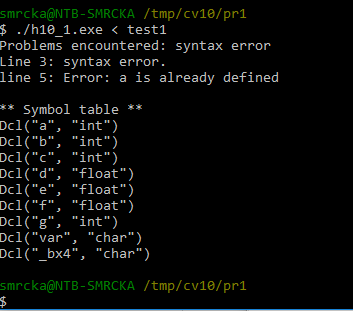 smrcka@NTB-SMRCKA /tmp/cv10/pr1
$ ./h10_1.exe < test1
Problems encountered: syntax error
Line 3: syntax error.
line 5: Error: a is already defined

** Symbol table **
Dcl("a", "int")
Dcl("b", "int")
Dcl("c", "int")
Dcl("d", "float")
Dcl("e", "float")
Dcl("f", "float")
Dcl("g", "int")
Dcl("var", "char")
Dcl("_bx4", "char")

smrcka@NTB-SMRCKA /tmp/cv10/pr1
$